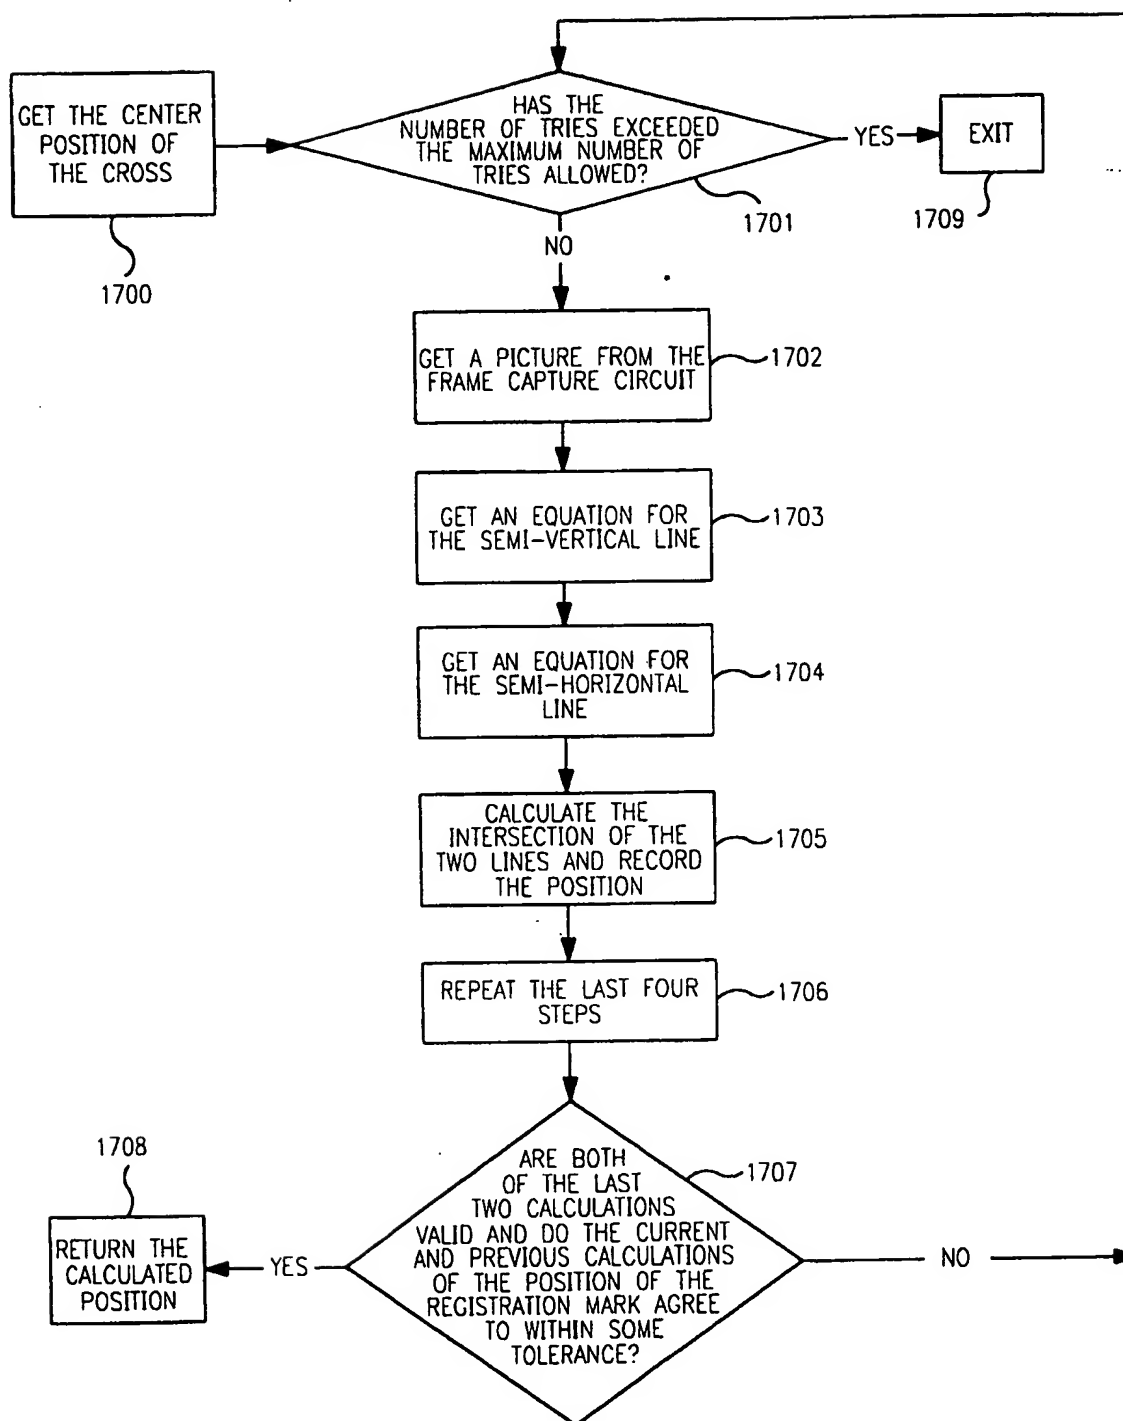 GET THE CENTER
POSITION OF
THE CROSS
1700
HAS THE
NUMBER OF TRIES EXCEEDED
THE MAXIMUM NUMBER OF
TRIES ALLOWED?
1701
YES
EXIT
1709
NO
GET A PICTURE FROM THE
FRAME CAPTURE CIRCUIT
1702
GET AN EQUATION FOR
THE SEMI-VERTICAL LINE
1703
GET AN EQUATION FOR
THE SEMI-HORIZONTAL
LINE
1704
CALCULATE THE
INTERSECTION OF THE
TWO LINES AND RECORD
THE POSITION
1705
REPEAT THE LAST FOUR
STEPS
1706
ARE BOTH
OF THE LAST
TWO CALCULATIONS
VALID AND DO THE CURRENT
AND PREVIOUS CALCULATIONS
OF THE POSITION OF THE
REGISTRATION MARK AGREE
TO WITHIN SOME
TOLERANCE?
1707
YES
RETURN THE
CALCULATED
POSITION
1708
NO